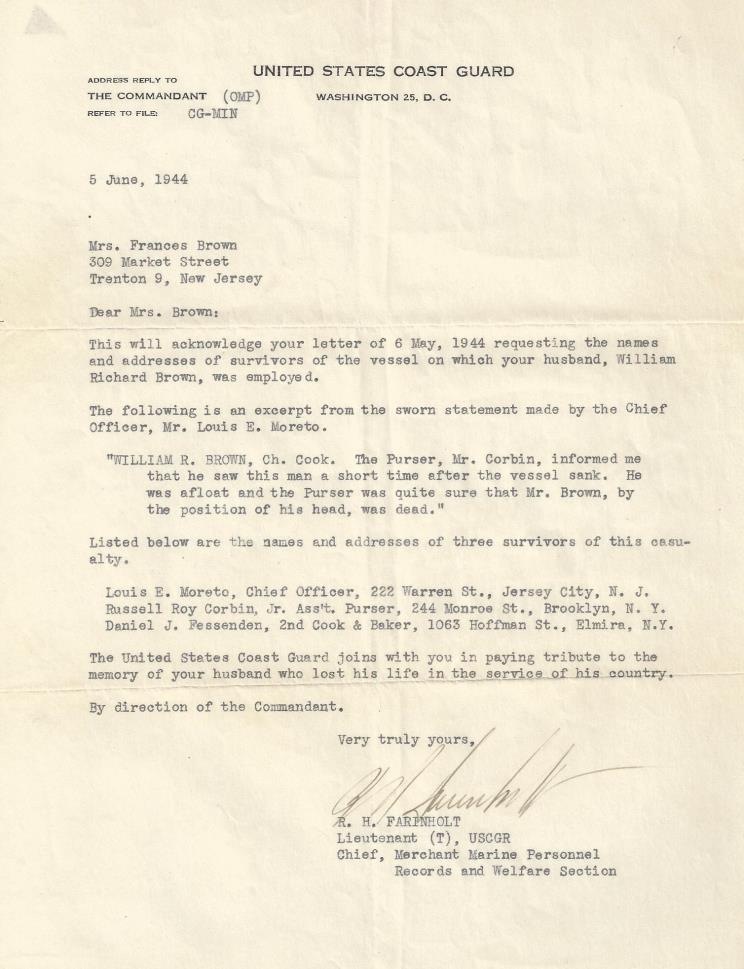 UNITED STATES COAST GUARD
ADDRESS REPLY TO
THE COMMANDANT (OMP)
WASHINGTON 25, D. C.
REFER TO FILE: CG-MIN
5 June, 1944
.
Mrs. Frances Brown
309 Market Street
Trenton 9, New Jersey
Dear Mrs. Brown:
This will acknowledge your letter of 6 May, 1944 requesting the names
and addresses of survivors of the vessel on which your husband, William
Richard Brown, was employed.
The following is an excerpt from the sworn statement made by the Chief
Officer, Mr. Louis E. Moreto.
"WILLIAM R. BROWN, Ch. Cook. The Purser, Mr. Corbin, informed me
that he saw this man a short time after the vessel sank. He
was afloat and the Purser was quite sure that Mr. Brown, by
the position of his head, was dead."
Listed below are the names and addresses of three survivors of this casu-
alty.
Louis E. Moreto, Chief Officer, 222 Warren St., Jersey City, N. J.
Russell Roy Corbin, Jr. Ass't. Purser, 244 Monroe St., Brooklyn, N. Y.
Daniel J. Fessenden, 2nd Cook & Baker, 1063 Hoffman St., Elmira, N.Y.
The United States Coast Guard joins with you in paying tribute to the
memory of your husband who lost his life in the service of his country.
By direction of the Commandant.
Very truly yours,
R H Farinholt
R. H. FARINHOLT
Lieutenant (T), USCGR
Chief, Merchant Marine Personnel
Records and Welfare Section